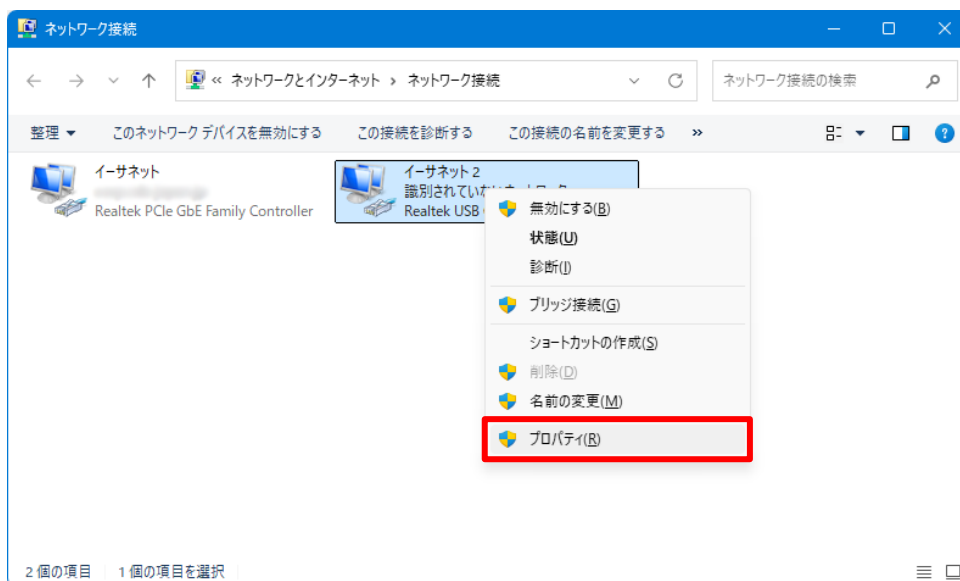 ネットワーク接続
« ネットワークとインターネット › ネットワーク接続
ネットワーク接続の検索
整理 このネットワーク デバイスを無効にする この接続を診断する この接続の名前を変更する »
イーサネット
Realtek PCIe GbE Family Controller
イーサネット 2
識別されていない
Realtek USB
無効にする(B)
状態(U)
診断(I)
ブリッジ接続(G)
ショートカットの作成(S)
削除(D)
名前の変更(M)
プロパティ(R)
2 個の項目 1 個の項目を選択